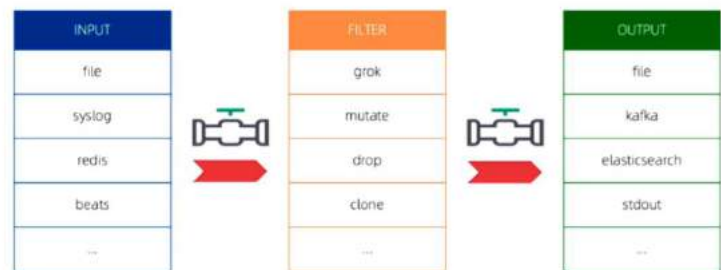 INPUT
file
syslog
redis
beats
...
FILTER
grok
mutate
drop
clone
...
OUTPUT
file
kafka
elasticsearch
stdout
...